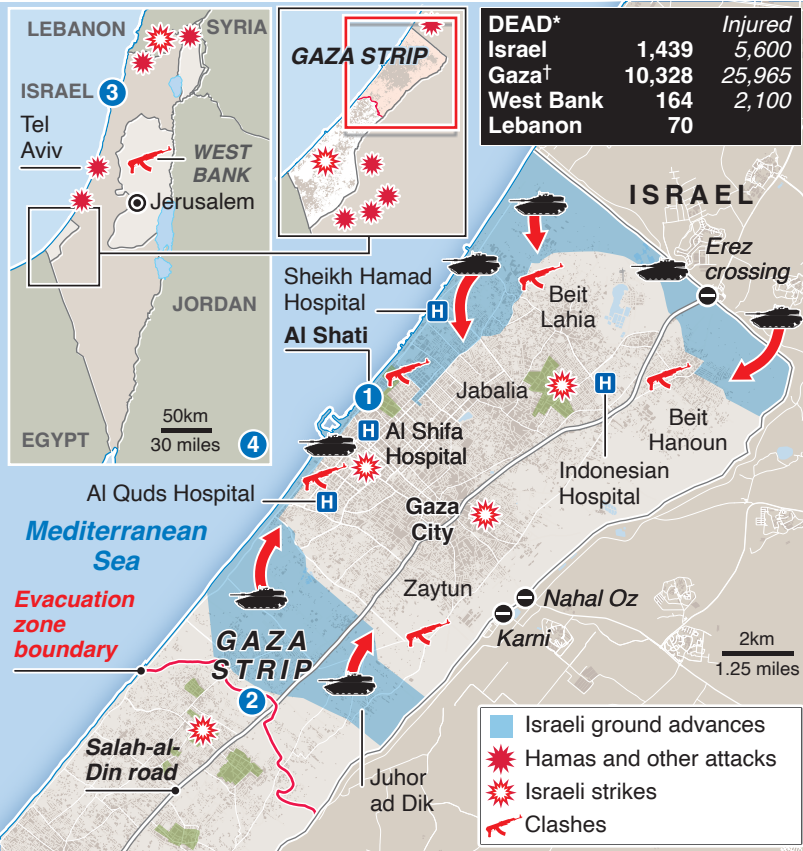 LEBANON
SYRIA
ISRAEL
3
Tel
Aviv
WEST
BANK
Jerusalem
JORDAN
EGYPT
50km
30 miles
4
GAZA STRIP
DEAD* Injured
Israel 1,439 5,600
Gaza† 10,328 25,965
West Bank 164 2,100
Lebanon 70
ISRAEL
Erez
crossing
Sheikh Hamad
Hospital
H
Beit
Lahia
Al Shati
1
Jabalia
H
Beit
Hanoun
H
Al Shifa
Hospital
Indonesian
Hospital
Al Quds Hospital
H
Gaza
City
Mediterranean
Sea
Zaytun
Nahal Oz
Karni
Evacuation
zone
boundary
GAZA
STRIP
2
2km
1.25 miles
Salah-al-
Din road
Juhor
ad Dik
Israeli ground advances
Hamas and other attacks
Israeli strikes
Clashes